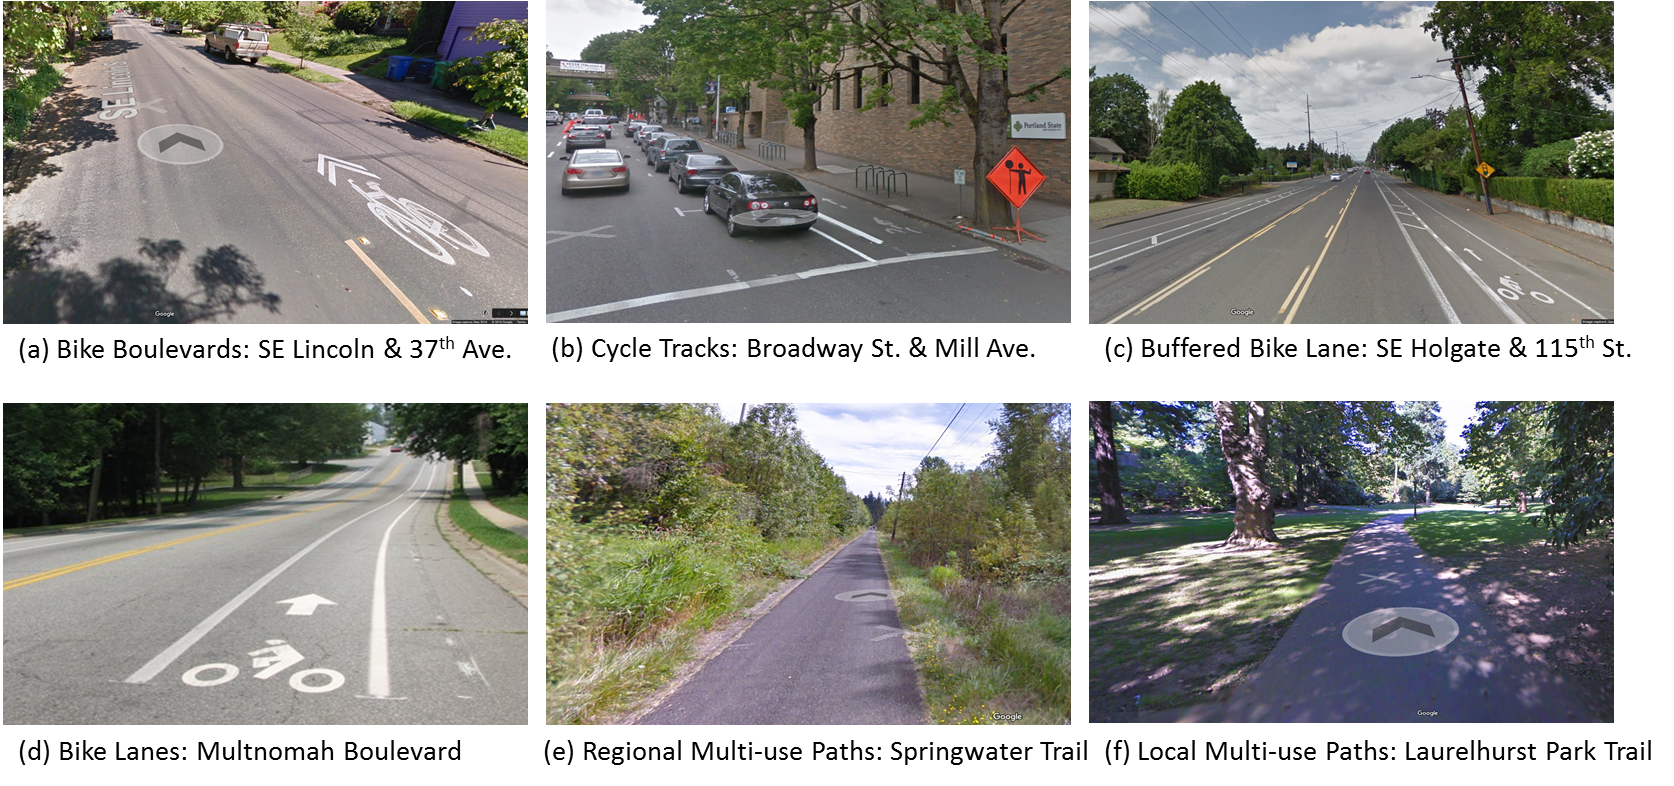 SE Lincoln
Google
Portland State
UNIVERSITY
Google
(a) Bike Boulevards: SE Lincoln & 37th Ave.
(b) Cycle Tracks: Broadway St. & Mill Ave.
(c) Buffered Bike Lane: SE Holgate & 115th St.
Google
Google
(d) Bike Lanes: Multnomah Boulevard
(e) Regional Multi-use Paths: Springwater Trail
(f) Local Multi-use Paths: Laurelhurst Park Trail